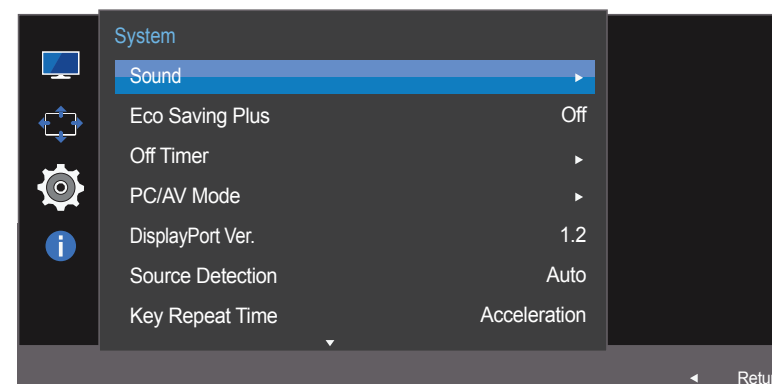 System
Sound ►
Eco Saving Plus Off
Off Timer ►
PC/AV Mode ►
DisplayPort Ver. 1.2
Source Detection Auto
Key Repeat Time Acceleration
▼
i
◄ Retu